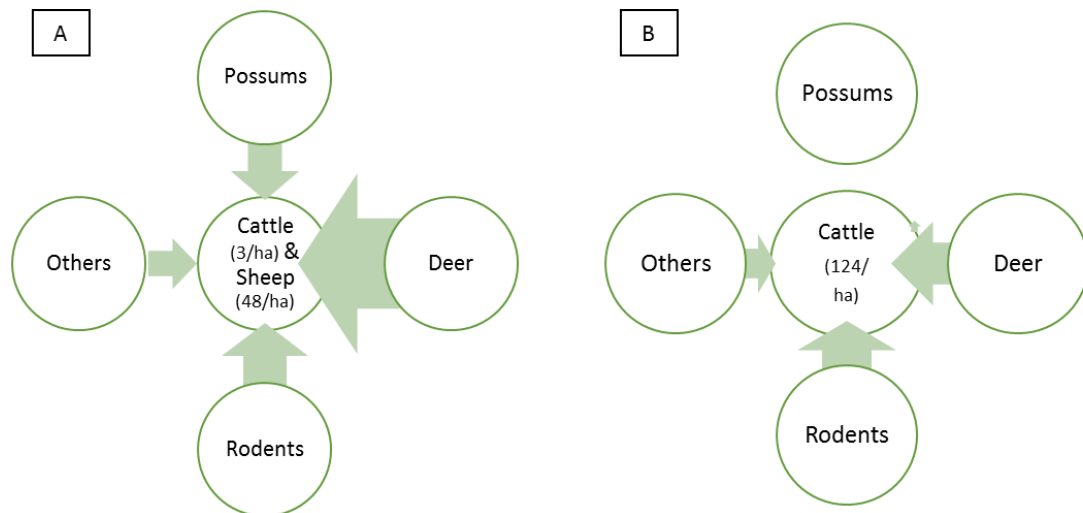 A
Possums
Others
Cattle
(3/ha) &
Sheep
(48/ha)
Deer
Rodents
B
Possums
Others
Cattle
(124/
ha)
Deer
Rodents